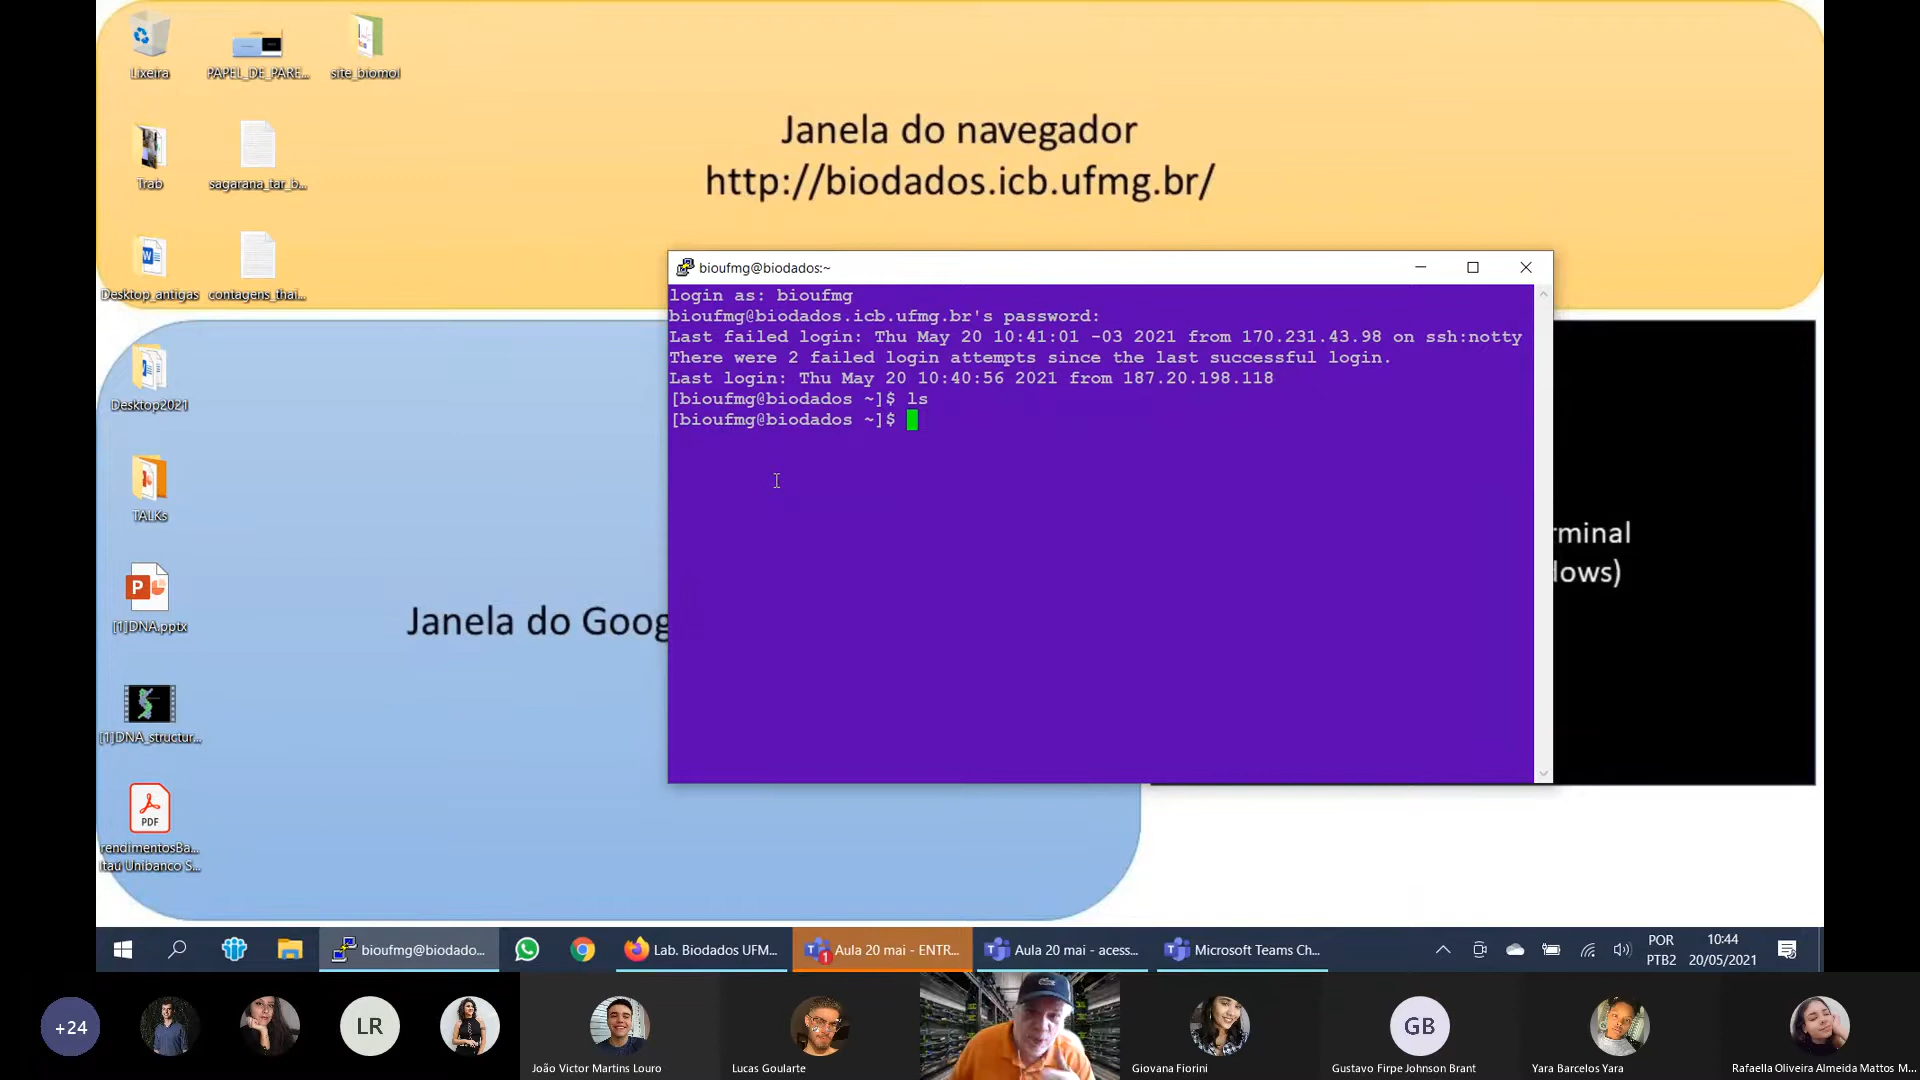 Lixeira
PAPEL_DE_PARE...
site_biomol
Trab
sagarana_tar_b...
Desktop_antigas
contagens_thai...
Desktop2021
TALKs
[1]DNA.pptx
[1]DNA_structur...
PDF
rendimentosBa...
Itaú Unibanco S...
Janela do navegador
http://biodados.icb.ufmg.br/
Janela do Goog
rminal
lows)
bioufmg@biodados:~
login as: bioufmg
bioufmg@biodados.icb.ufmg.br's password:
Last failed login: Thu May 20 10:41:01 -03 2021 from 170.231.43.98 on ssh:notty
There were 2 failed login attempts since the last successful login.
Last login: Thu May 20 10:40:56 2021 from 187.20.198.118
[bioufmg@biodados ~]$ ls
[bioufmg@biodados ~]$
bioufmg@biodado...
Lab. Biodados UFM...
1
Aula 20 mai - ENTR...
Aula 20 mai - acess...
Microsoft Teams Ch...
POR
PTB2
10:44
20/05/2021
+24
LR
João Victor Martins Louro
Lucas Goularte
Giovana Fiorini
GB
Gustavo Firpe Johnson Brant
Yara Barcelos Yara
Rafaella Oliveira Almeida Mattos M...